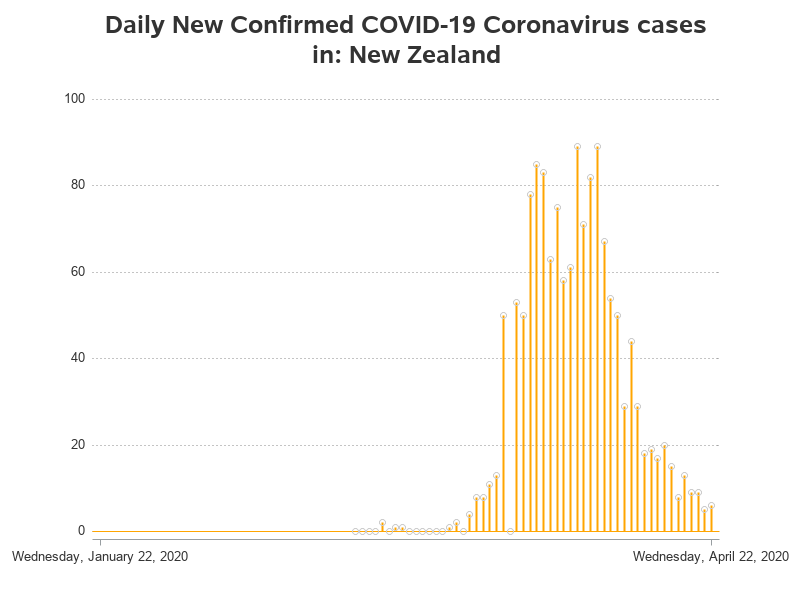 Daily New Confirmed COVID-19 Coronavirus cases
in: New Zealand
100
80
60
40
20
0
Wednesday, January 22, 2020
Wednesday, April 22, 2020